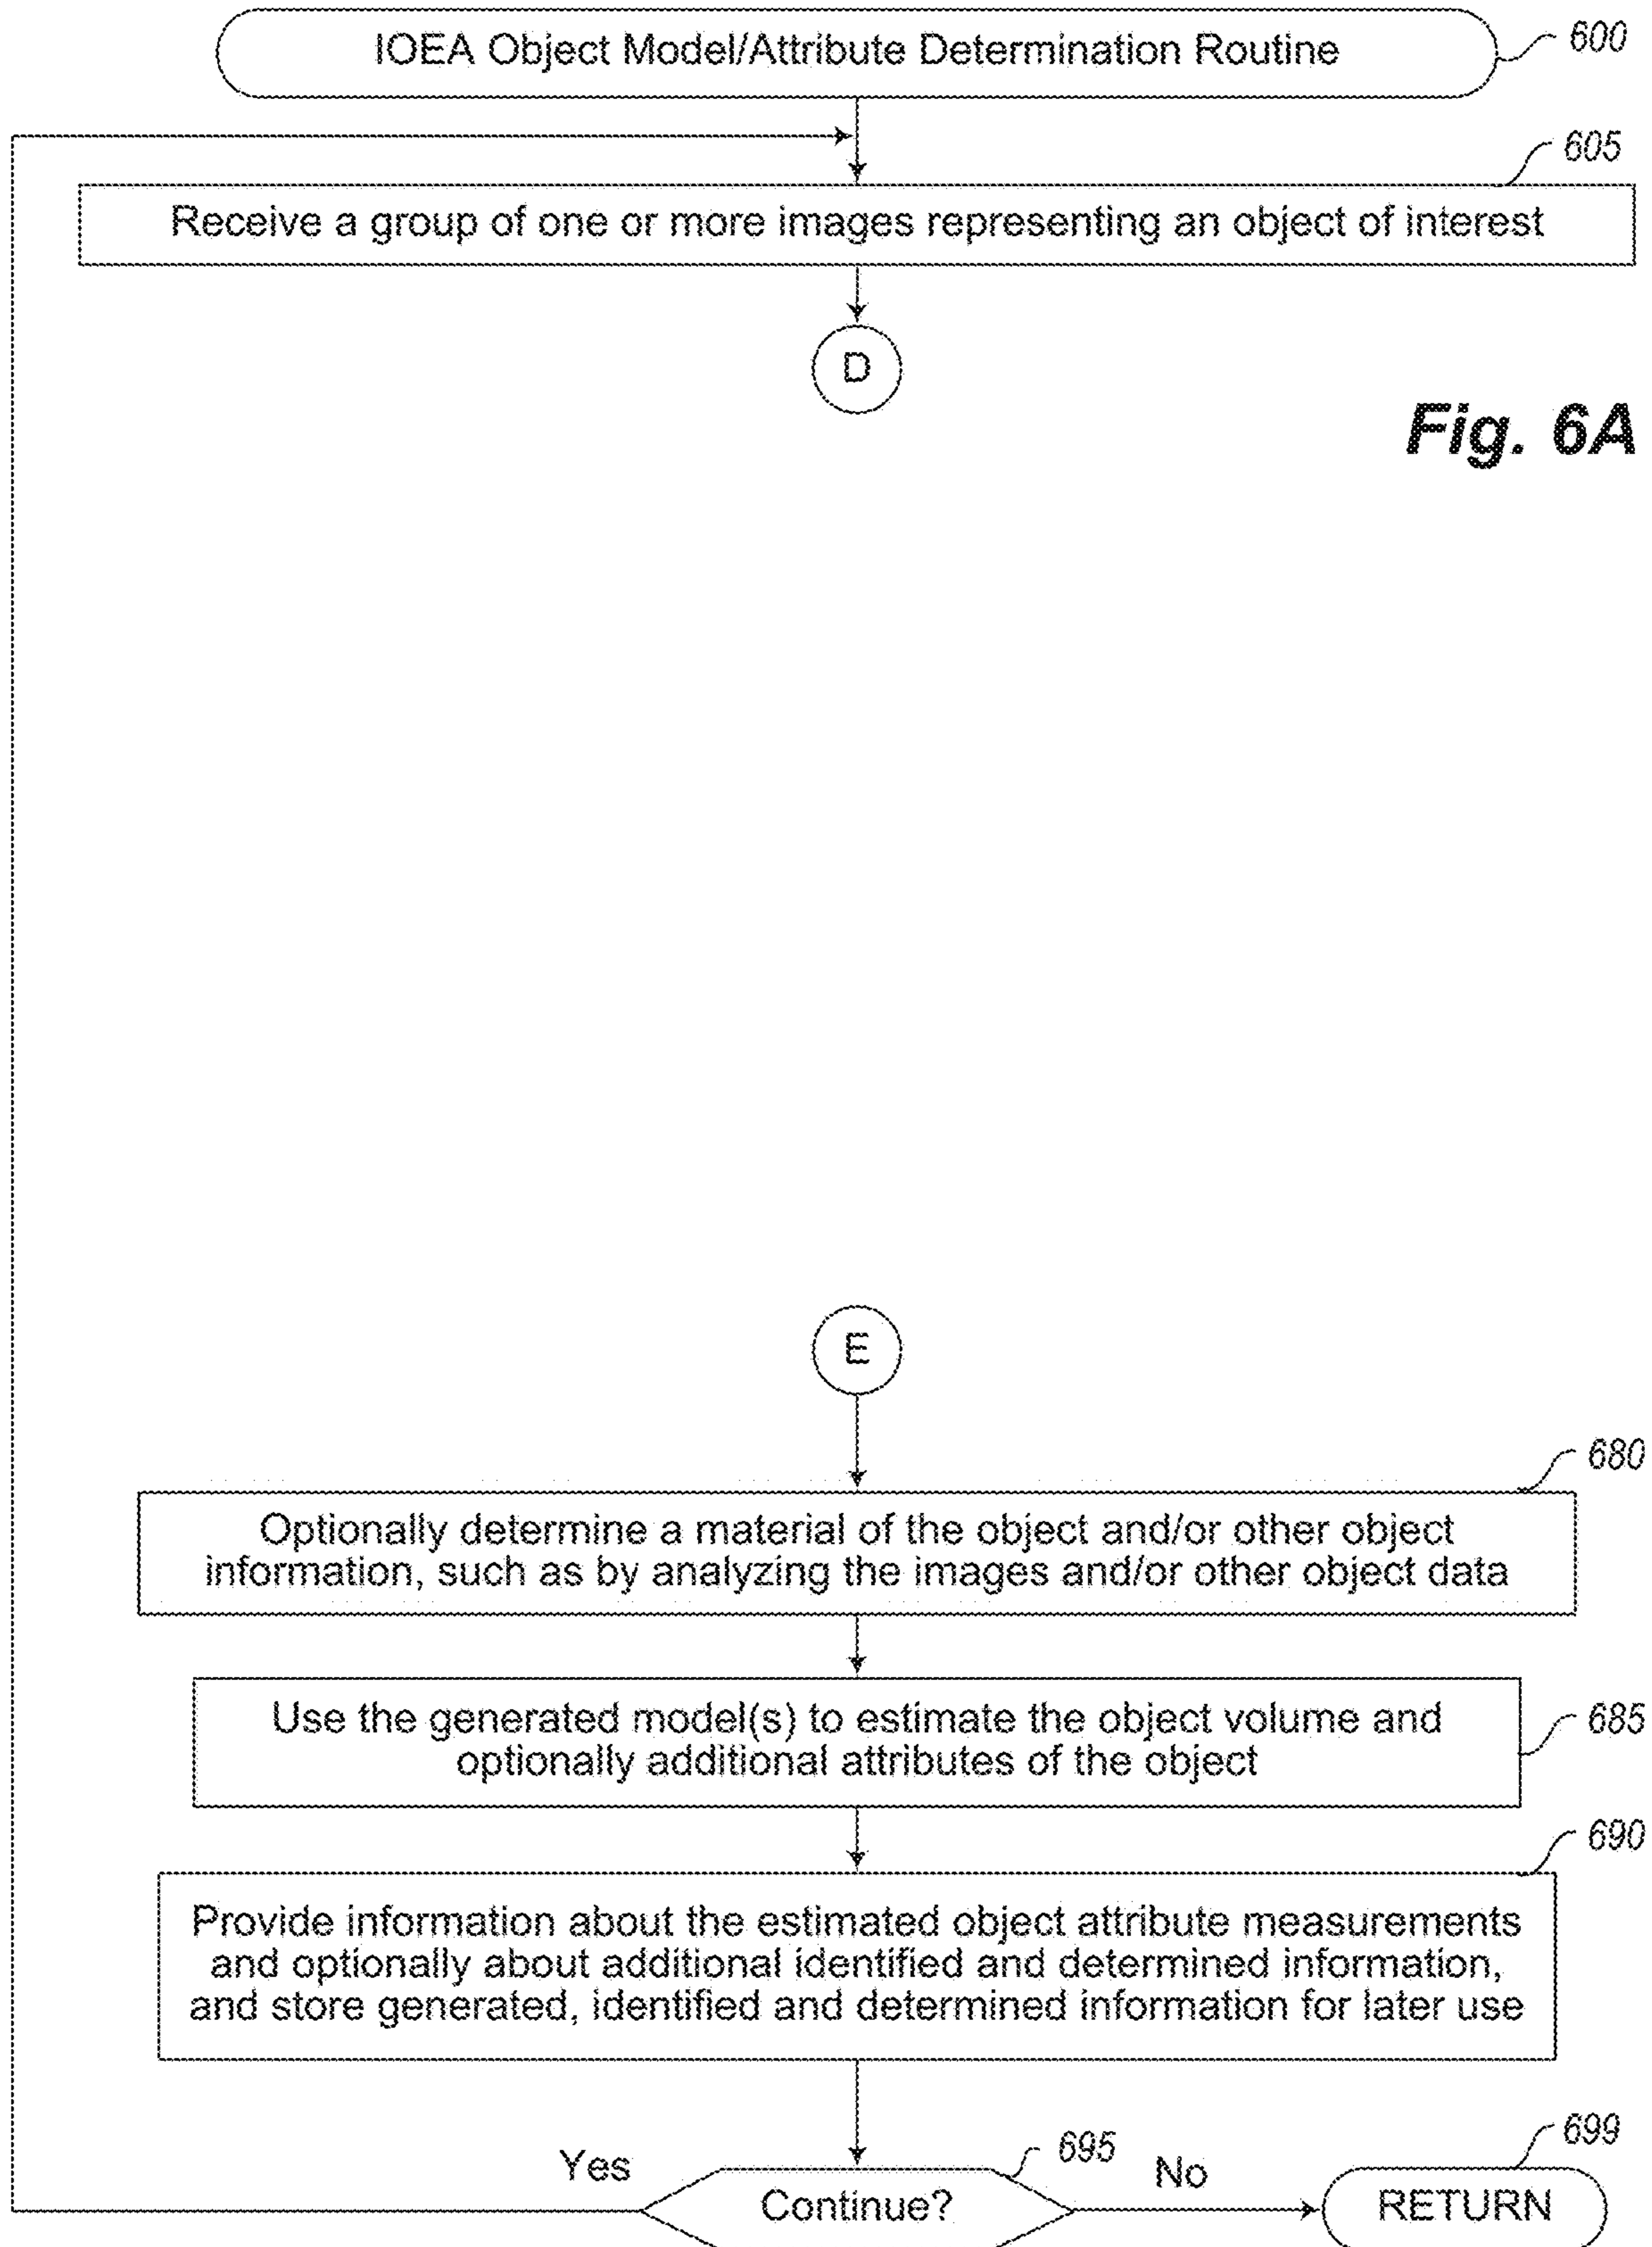 IOEA Object Model/Attribute Determination Routine
600
605
Receive a group of one or more images representing an object of interest
D
Fig. 6A
E
680
Optionally determine a material of the object and/or other object
information, such as by analyzing the images and/or other object data
Use the generated model(s) to estimate the object volume and
optionally additional attributes of the object
685
690
Provide information about the estimated object attribute measurements
and optionally about additional identified and determined information,
and store generated, identified and determined information for later use
Yes
695
No
699
Continue?
RETURN